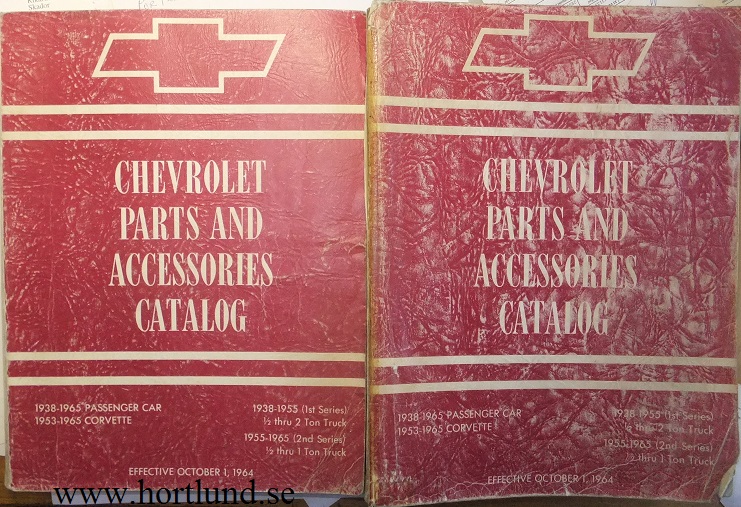 CHEVROLET
PARTS AND
ACCESSORIES
CATALOG
1938-1965 PASSENGER CAR
1953-1965 CORVETTE
1938-1955 (1st Series)
½ thru 2 Ton Truck
1955-1965 (2nd Series)
½ thru 1 Ton Truck
EFFECTIVE OCTOBER 1, 1964
CHEVROLET
PARTS AND
ACCESSORIES
CATALOG
1938-1965 PASSENGER CAR
1953-1965 CORVETTE
1938-1955 (1st Series)
½ thru 2 Ton Truck
1955-1965 (2nd Series)
½ thru 1 Ton Truck
EFFECTIVE OCTOBER 1, 1964
www.hortlund.se